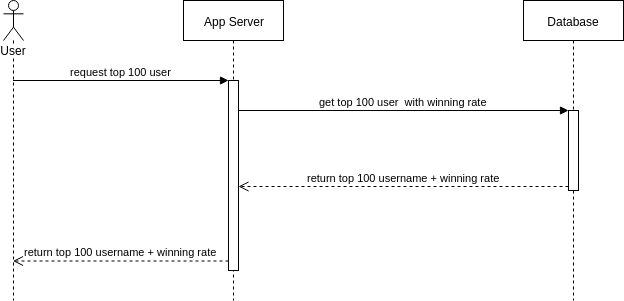 App Server
Database
User
request top 100 user
get top 100 user  with winning rate
return top 100 username + winning rate
return top 100 username + winning rate